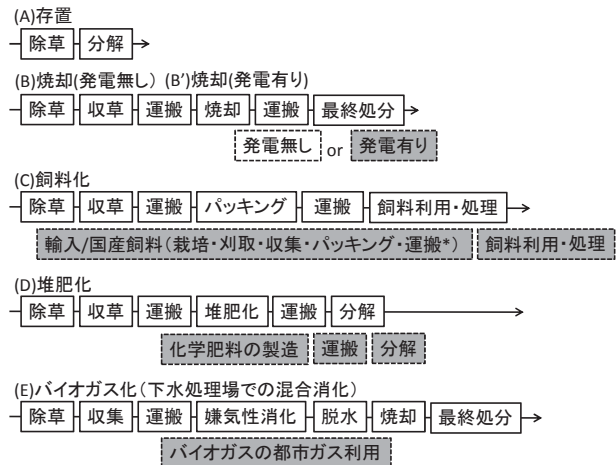 (A)存置
除草 分解
(B)焼却(発電無し) (B')焼却(発電有り)
除草 収草 運搬 焼却 運搬 最終処分
発電無し or 発電有り
(C)飼料化
除草 収草 運搬 パッキング 運搬 飼料利用・処理
輸入/国産飼料(栽培・刈取・収集・パッキング・運搬*) 飼料利用・処理
(D)堆肥化
除草 収草 運搬 堆肥化 運搬 分解
化学肥料の製造 運搬 分解
(E)バイオガス化(下水処理場での混合消化)
除草 収集 運搬 嫌気性消化 脱水 焼却 最終処分
バイオガスの都市ガス利用